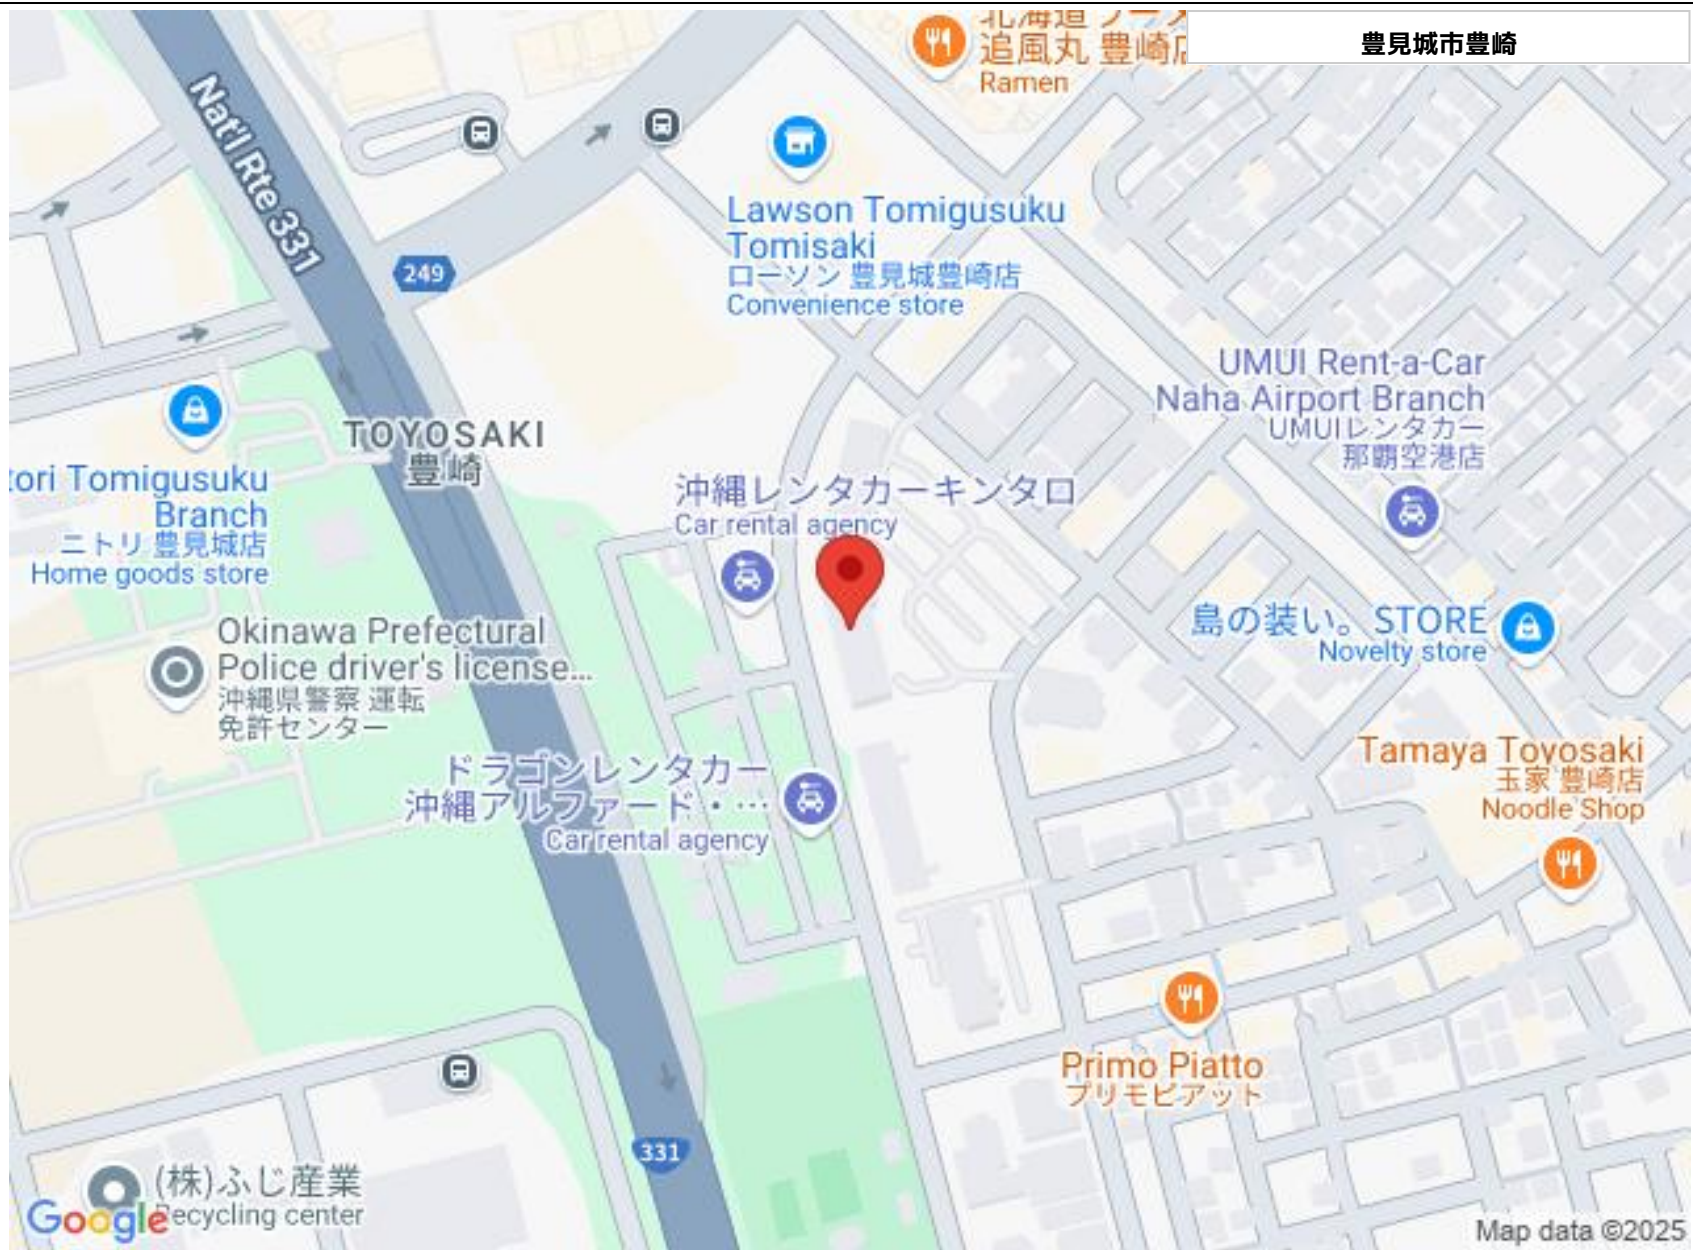 豊見城市豊崎
追風丸 豊崎店
Ramen
Nat'l Rte 331
249
Lawson Tomigusuku
Tomisaki
ローソン 豊見城豊崎店
Convenience store
UMUI Rent-a-Car
Naha Airport Branch
UMUIレンタカー
那覇空港店
TOYOSAKI
豊崎
tori Tomigusuku
Branch
ニトリ 豊見城店
Home goods store
沖縄レンタカーキンタロ
Car rental agency
Okinawa Prefectural
Police driver's license...
沖縄県警察 運転
免許センター
島の装い。STORE
Novelty store
ドラゴンレンタカー
沖縄アルファード・…
Car rental agency
Tamaya Toyosaki
玉家 豊崎店
Noodle Shop
Primo Piatto
プリモピアット
331
(株)ふじ産業
Recycling center
Google
Map data ©2025